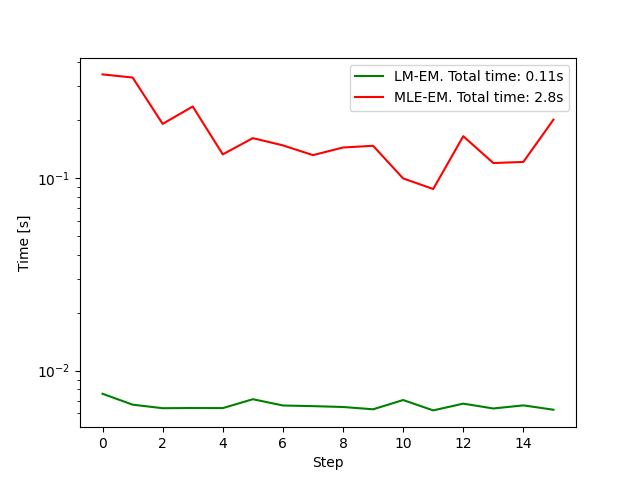 LM-EM. Total time: 0.11s
MLE-EM. Total time: 2.8s
Time [s]
10⁻¹
10⁻²
0 2 4 6 8 10 12 14
Step